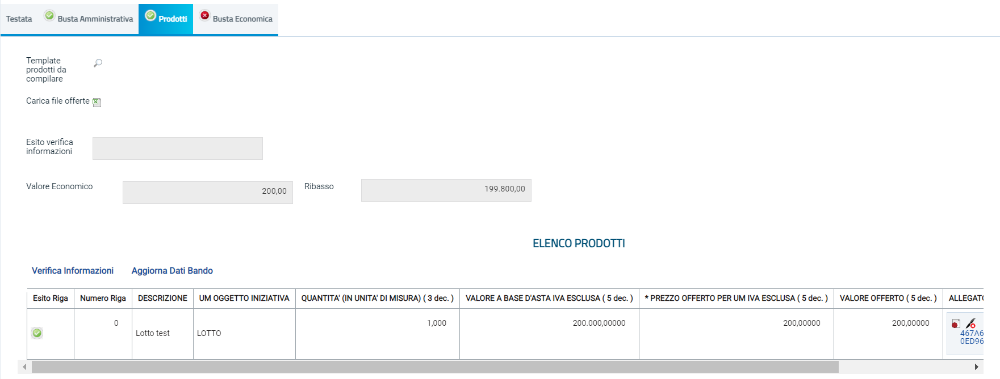 Testata Busta Amministrativa Prodotti Busta Economica
Template
prodotti da
compilare
Carica file offerte
Esito verifica
informazioni
Valore Economico 200,00 Ribasso 199.800,00
ELENCO PRODOTTI
Verifica Informazioni Aggiorna Dati Bando
Esito Riga Numero Riga DESCRIZIONE UM OGGETTO INIZIATIVA QUANTITA' (IN UNITA' DI MISURA) ( 3 dec. ) VALORE A BASE D'ASTA IVA ESCLUSA ( 5 dec. ) * PREZZO OFFERTO PER UM IVA ESCLUSA ( 5 dec. ) VALORE OFFERTO ( 5 dec. ) ALLEGATO
0 1,000 200.000,00000 200,00000 200,00000
Lotto test LOTTO 467A6
0ED96